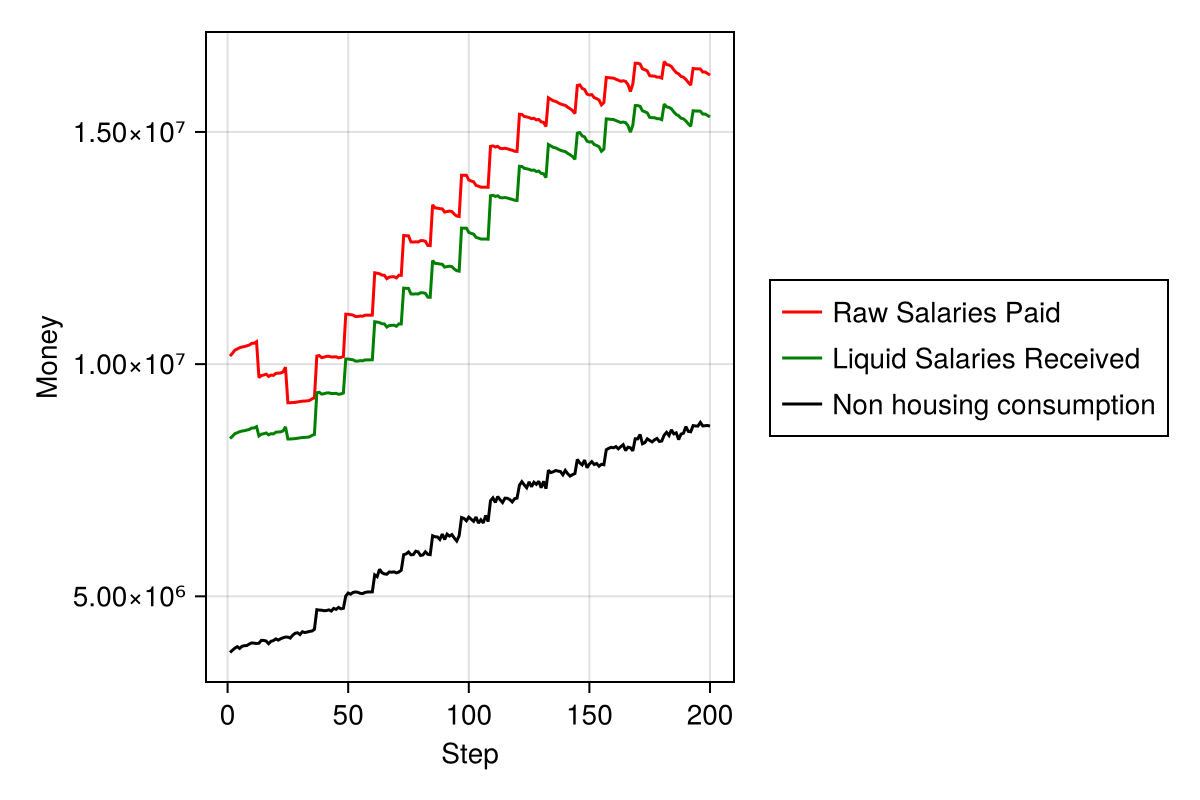 Money
1.50×10⁷
1.00×10⁷
5.00×10⁶
0 50 100 150 200
Step
Raw Salaries Paid
Liquid Salaries Received
Non housing consumption